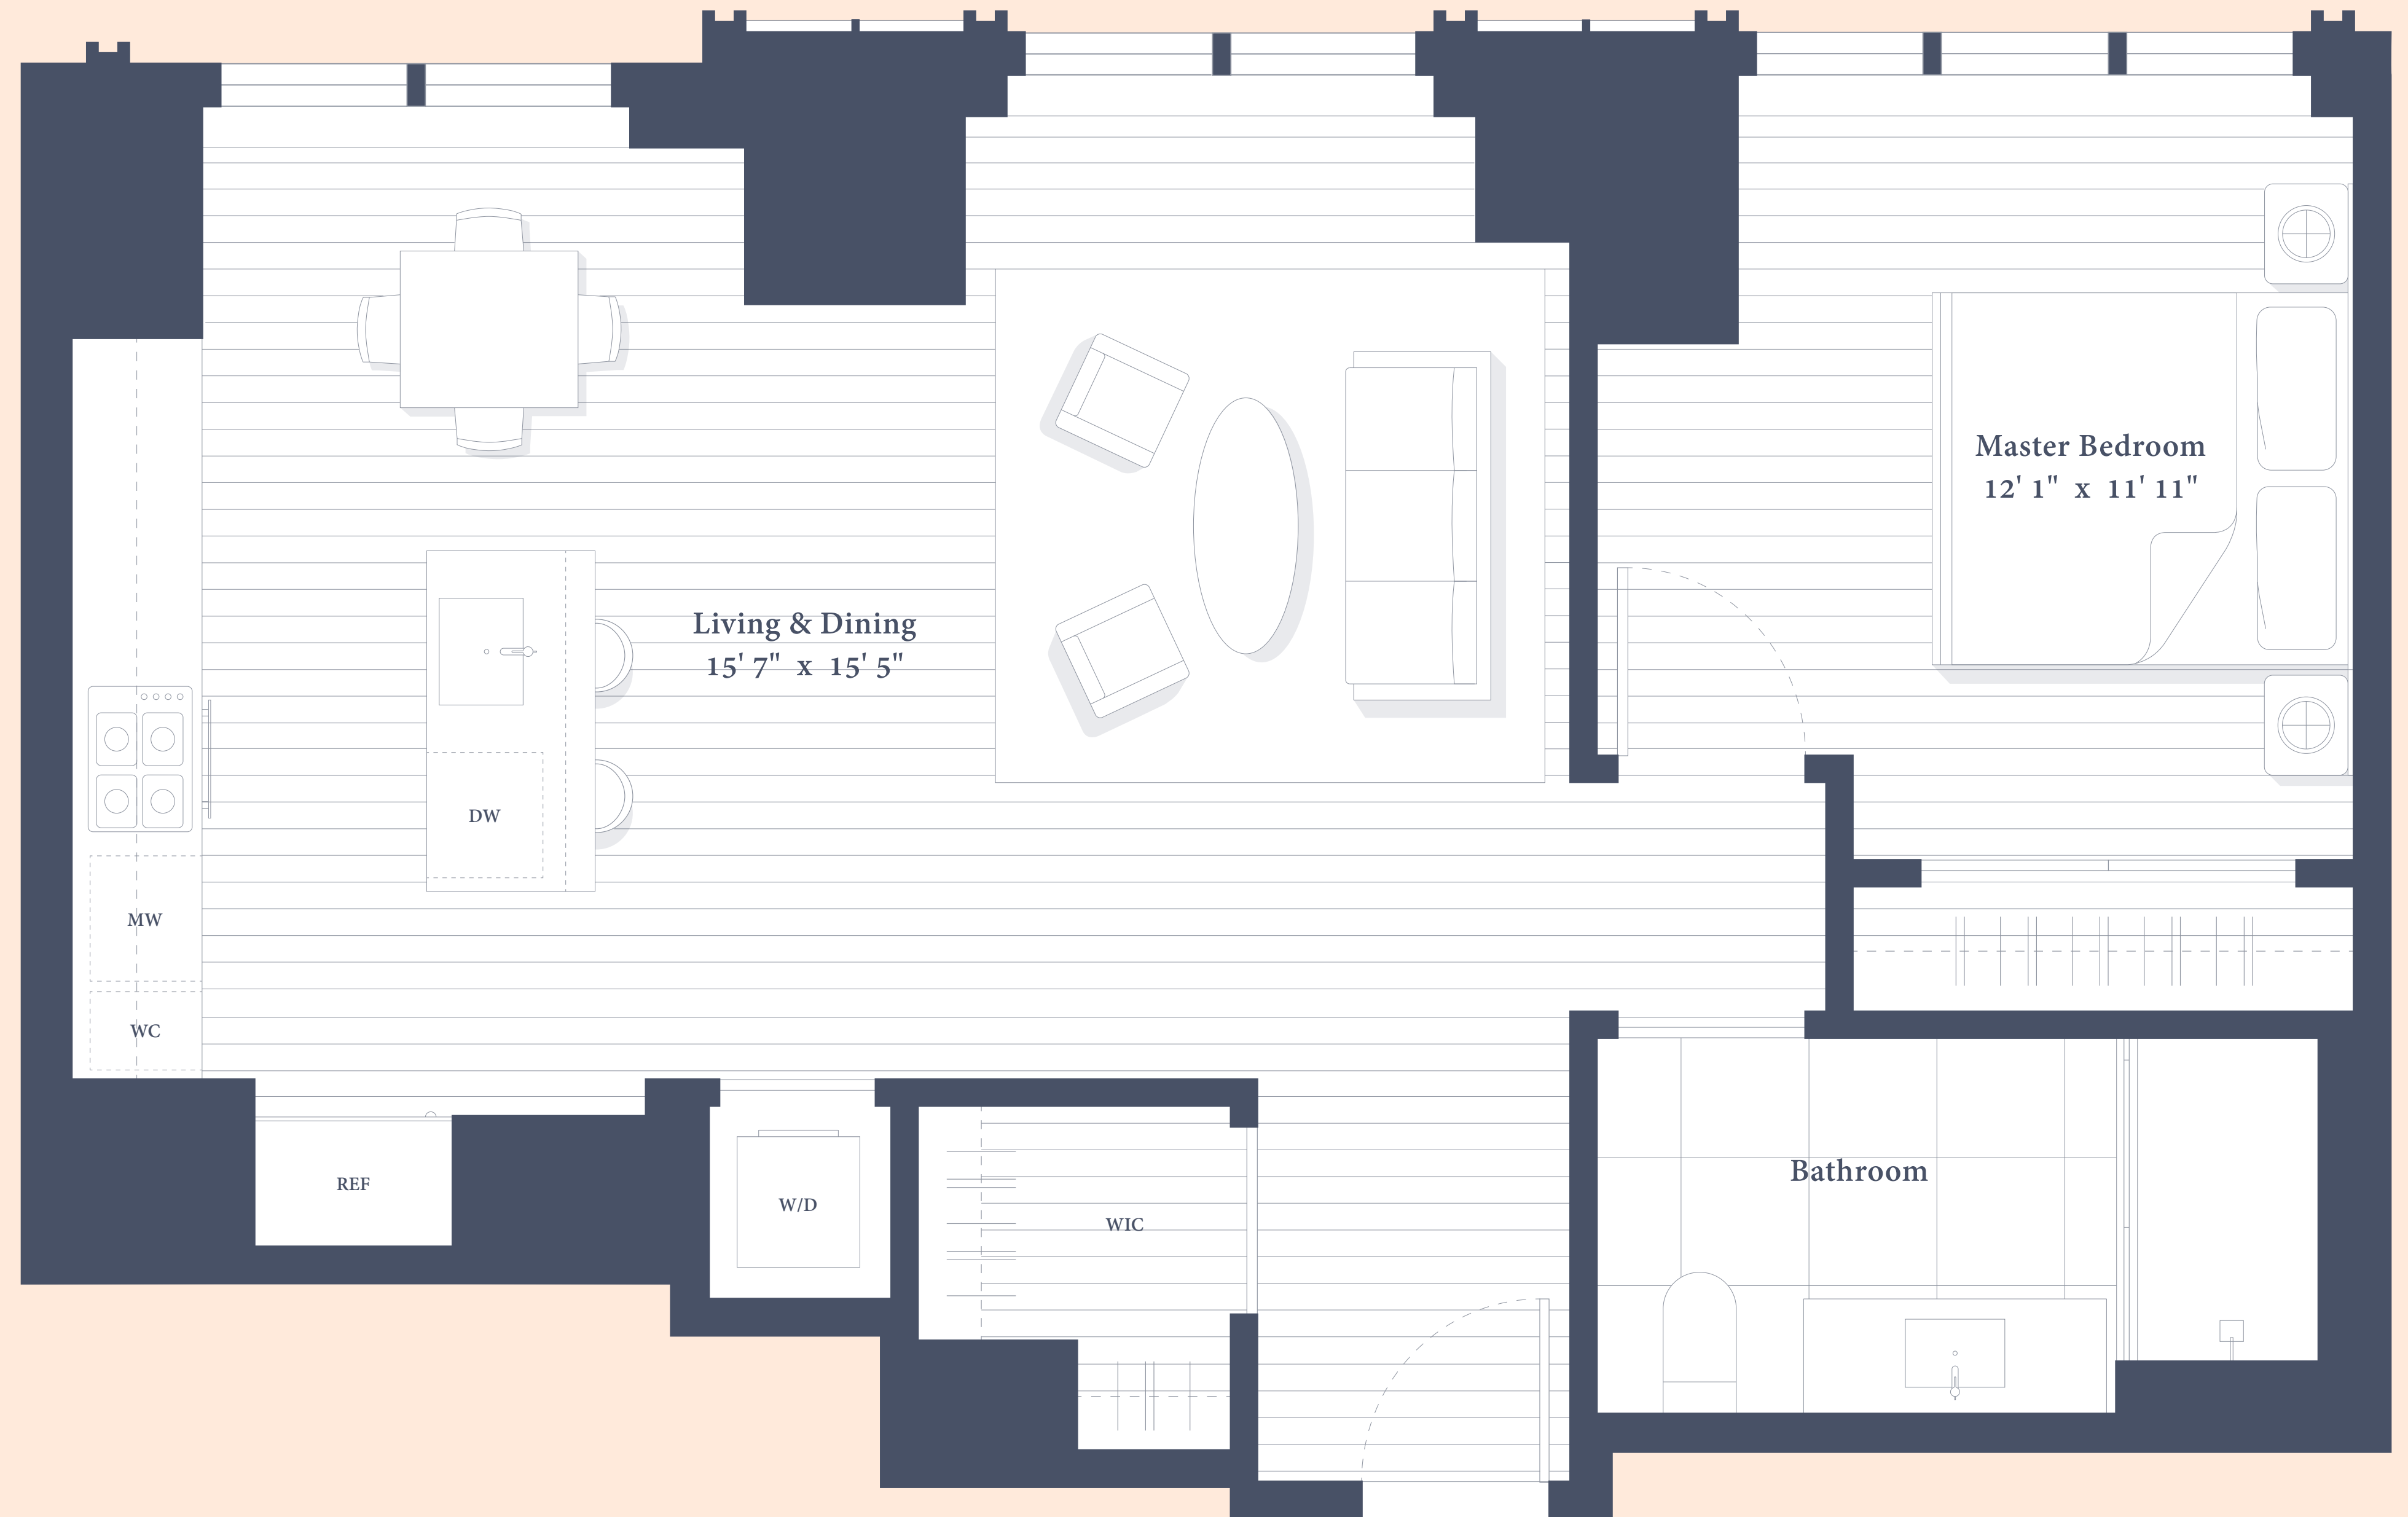 Master Bedroom
12' 1" x 11' 11"
Living & Dining
15' 7" x 15' 5"
DW
MW
WC
REF
W/D
WIC
Bathroom